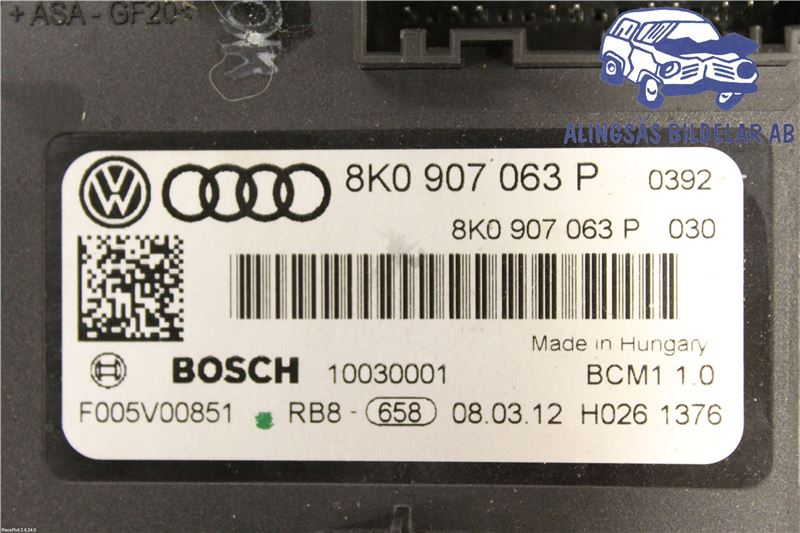 + ASA - GF20<
ALINGSÅS BILDELAR AB
8K0 907 063 P 0392
8K0 907 063 P 030
Made in Hungary
BOSCH 10030001 BCM1 1.0
F005V00851 RB8- 658 08.03.12 H026 1376